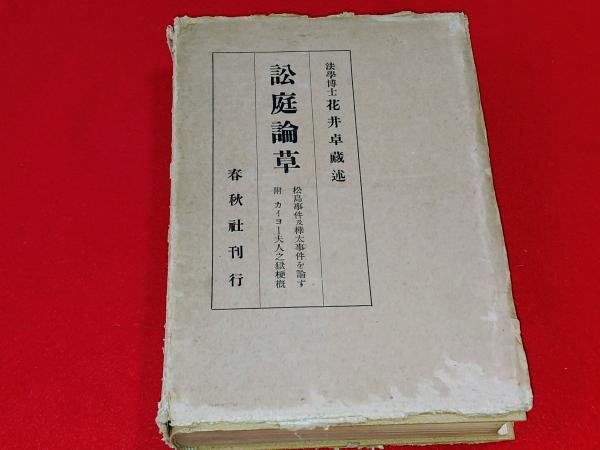 法學博士 花井卓藏述
訟庭論草
松島事件及樺太事件を論ず
附 カイヨー夫人之獄梗概
春秋社刊行